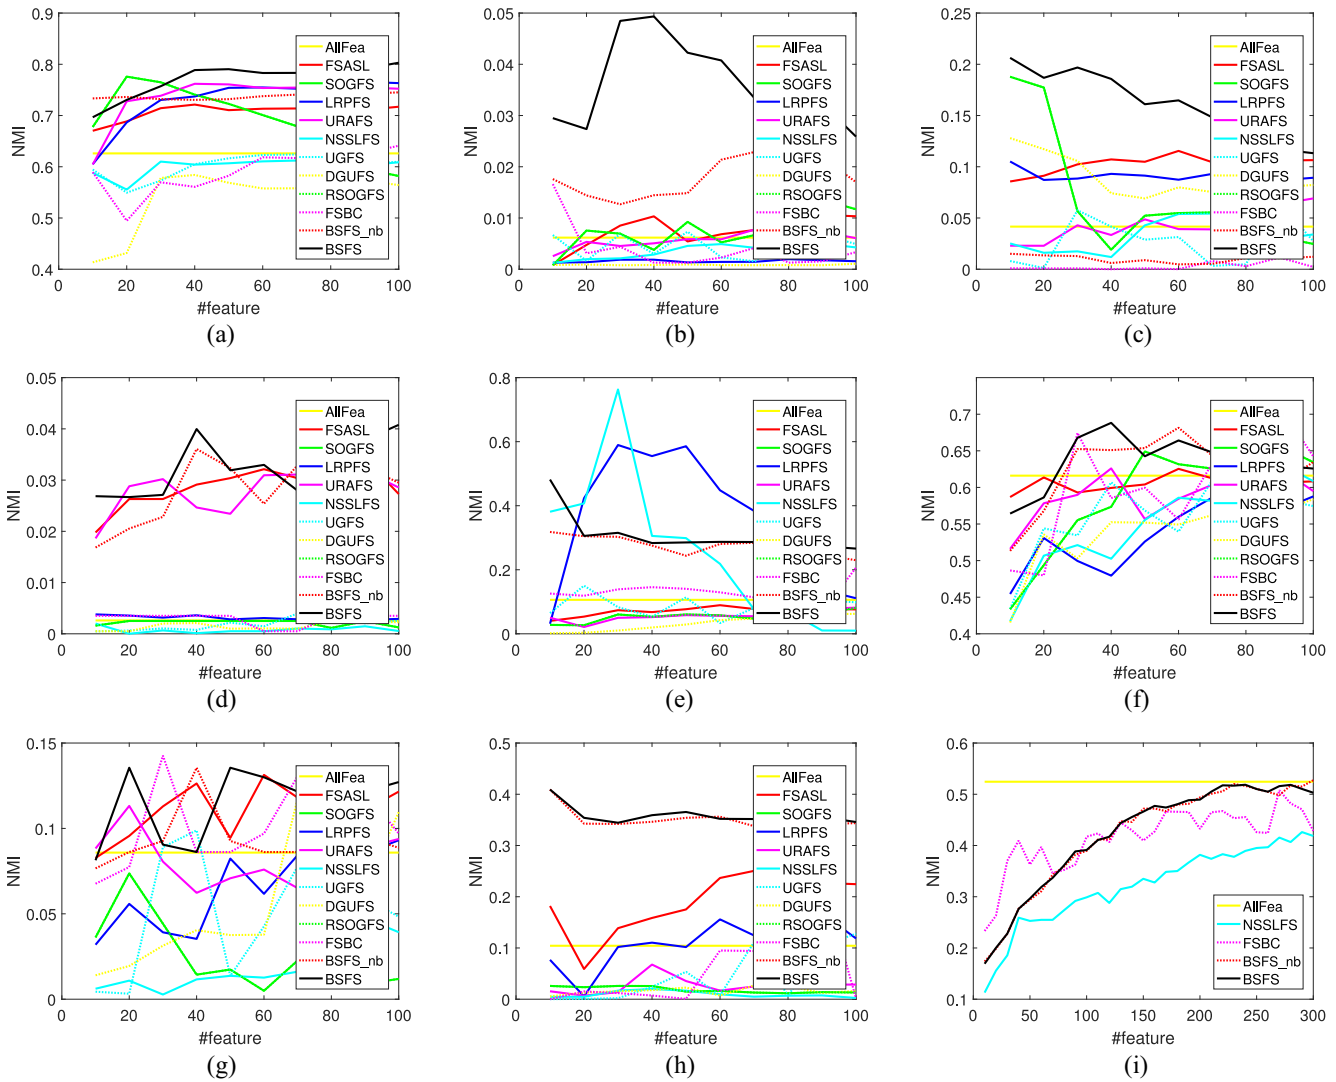 0.9
0.8
0.7
0.6
0.5
0.4
NMI
0 20 40 60 80 100
#feature
AllFea
FSASL
SOGFS
LRPFS
URAFS
NSSLFS
UGFS
DGUFS
RSOGFS
FSBC
BSFS_nb
BSFS
(a)
0.05
0.04
0.03
0.02
0.01
0
NMI
0 20 40 60 80 100
#feature
AllFea
FSASL
SOGFS
LRPFS
URAFS
NSSLFS
UGFS
DGUFS
RSOGFS
FSBC
BSFS_nb
BSFS
(b)
0.25
0.2
0.15
0.1
0.05
0
NMI
0 20 40 60 80 100
#feature
AllFea
FSASL
SOGFS
LRPFS
URAFS
NSSLFS
UGFS
DGUFS
RSOGFS
FSBC
BSFS_nb
BSFS
(c)
0.05
0.04
0.03
0.02
0.01
0
NMI
0 20 40 60 80 100
#feature
AllFea
FSASL
SOGFS
LRPFS
URAFS
NSSLFS
UGFS
DGUFS
RSOGFS
FSBC
BSFS_nb
BSFS
(d)
0.8
0.6
0.4
0.2
0
NMI
0 20 40 60 80 100
#feature
AllFea
FSASL
SOGFS
LRPFS
URAFS
NSSLFS
UGFS
DGUFS
RSOGFS
FSBC
BSFS_nb
BSFS
(e)
0.7
0.65
0.6
0.55
0.5
0.45
0.4
NMI
0 20 40 60 80 100
#feature
AllFea
FSASL
SOGFS
LRPFS
URAFS
NSSLFS
UGFS
DGUFS
RSOGFS
FSBC
BSFS_nb
BSFS
(f)
0.15
0.1
0.05
0
NMI
0 20 40 60 80 100
#feature
AllFea
FSASL
SOGFS
LRPFS
URAFS
NSSLFS
UGFS
DGUFS
RSOGFS
FSBC
BSFS_nb
BSFS
(g)
0.5
0.4
0.3
0.2
0.1
0
NMI
0 20 40 60 80 100
#feature
AllFea
FSASL
SOGFS
LRPFS
URAFS
NSSLFS
UGFS
DGUFS
RSOGFS
FSBC
BSFS_nb
BSFS
(h)
0.6
0.5
0.4
0.3
0.2
0.1
NMI
0 50 100 150 200 250 300
#feature
AllFea
NSSLFS
FSBC
BSFS_nb
BSFS
(i)